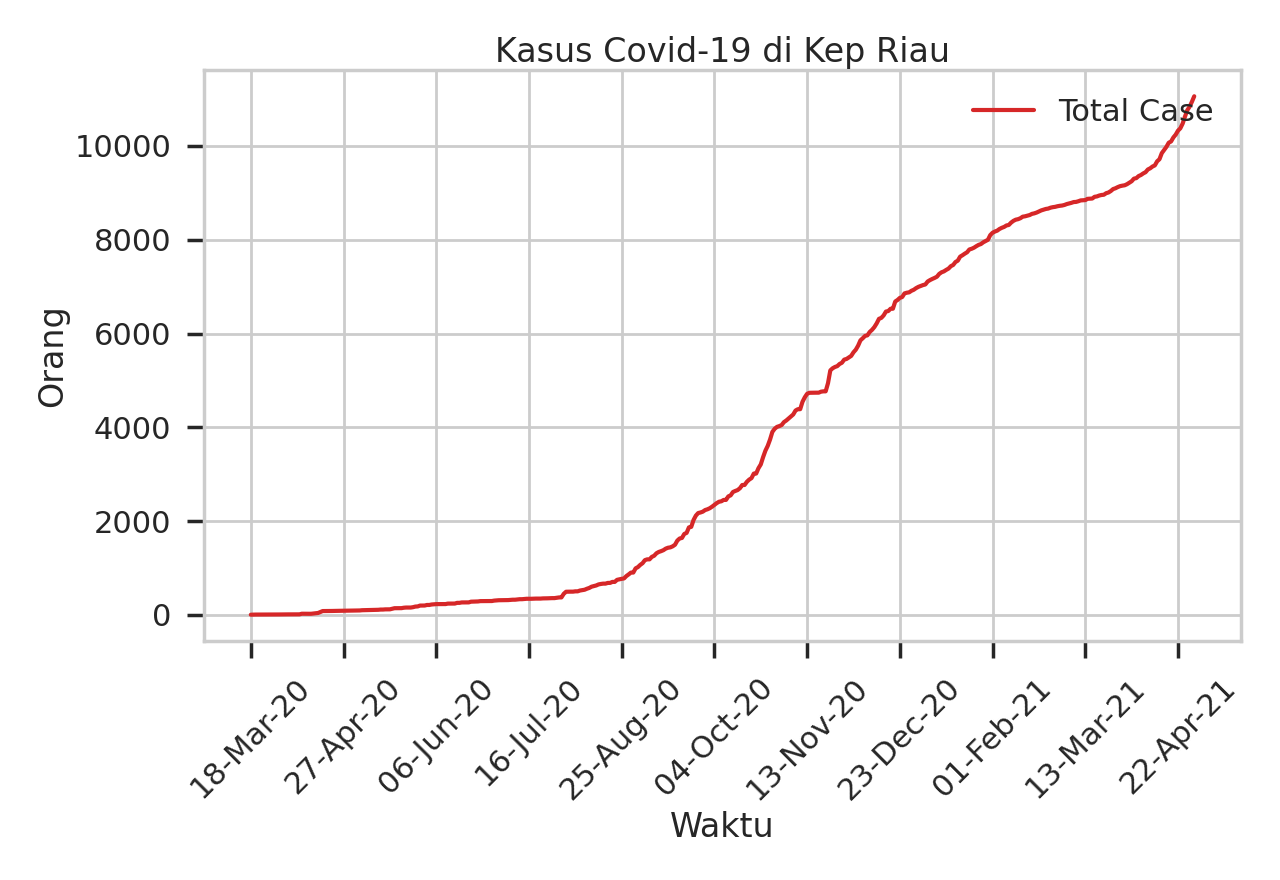 Kasus Covid-19 di Kep Riau
Total Case
Orang
10000
8000
6000
4000
2000
0
18-Mar-20
27-Apr-20
06-Jun-20
16-Jul-20
25-Aug-20
04-Oct-20
13-Nov-20
23-Dec-20
01-Feb-21
13-Mar-21
22-Apr-21
Waktu